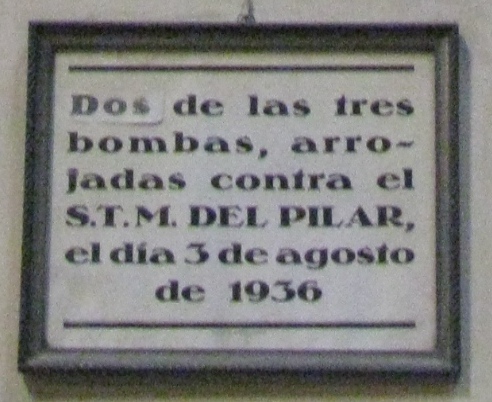 Dos de las tres
bombas, arro-
jadas contra el
S.T.M. DEL PILAR,
el día 3 de agosto
de 1936